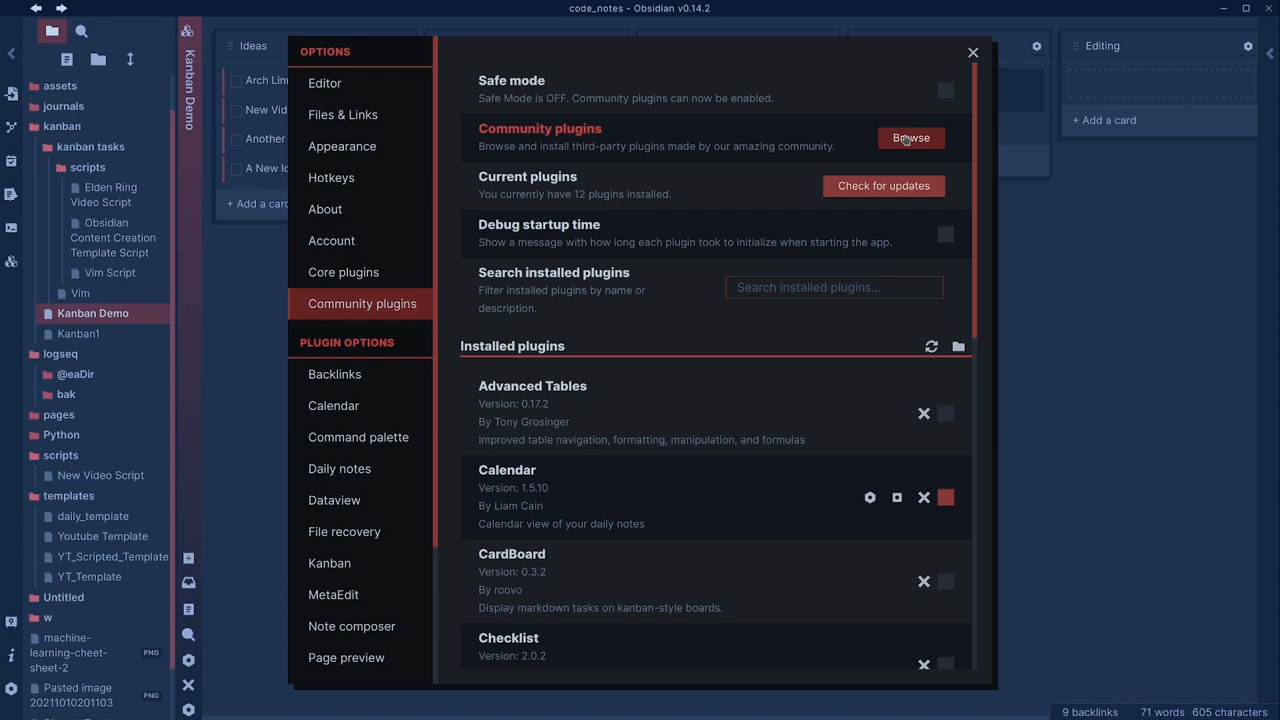 code_notes - Obsidian v0.14.2
assets
journals
kanban
kanban tasks
scripts
Elden Ring
Video Script
Obsidian
Content Creation
Template Script
Vim Script
Vim
Kanban Demo
Kanban1
logseq
@eaDir
bak
pages
Python
scripts
New Video Script
templates
daily_template
Youtube Template
YT_Scripted_Template
YT_Template
Untitled
w
machine-
learning-cheet-
sheet-2
PNG
Pasted image
20211010201103
PNG
Kanban Demo
Ideas
Arch Lin
New Vid
Another
A New I
+ Add a card
OPTIONS
Editor
Files & Links
Appearance
Hotkeys
About
Account
Core plugins
Community plugins
PLUGIN OPTIONS
Backlinks
Calendar
Command palette
Daily notes
Dataview
File recovery
Kanban
MetaEdit
Note composer
Page preview
Safe mode
Safe Mode is OFF. Community plugins can now be enabled.
Community plugins
Browse and install third-party plugins made by our amazing community.
Browse
Current plugins
You currently have 12 plugins installed.
Check for updates
Debug startup time
Show a message with how long each plugin took to initialize when starting the app.
Search installed plugins
Filter installed plugins by name or
description.
Search installed plugins...
Installed plugins
Advanced Tables
Version: 0.17.2
By Tony Grosinger
Improved table navigation, formatting, manipulation, and formulas
Calendar
Version: 1.5.10
By Liam Cain
Calendar view of your daily notes
CardBoard
Version: 0.3.2
By roovo
Display markdown tasks on kanban-style boards.
Checklist
Version: 2.0.2
Editing
+ Add a card
9 backlinks 71 words 605 characters